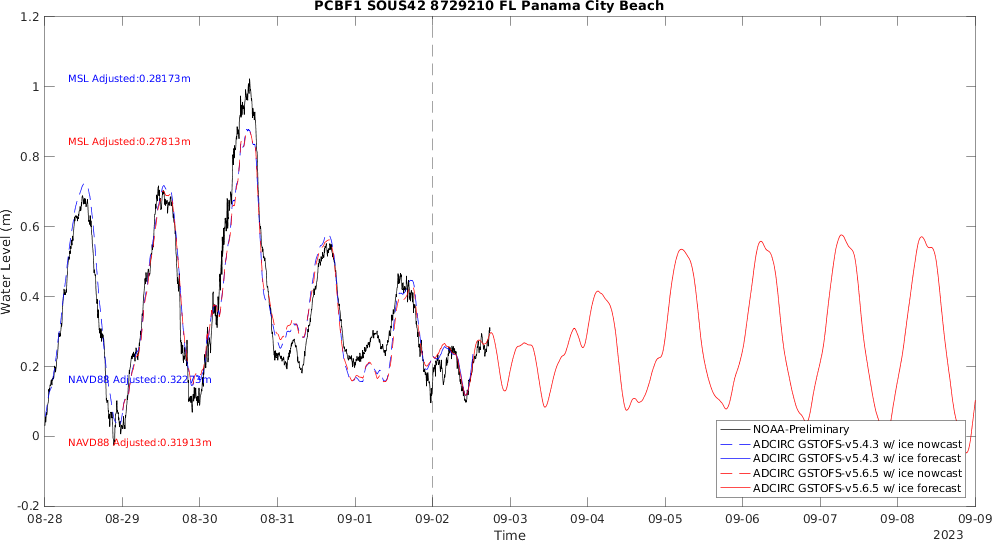 PCBF1 SOUS42 8729210 FL Panama City Beach
1.2
1
0.8
0.6
0.4
0.2
0
-0.2
Water Level (m)
MSL Adjusted:0.28173m
MSL Adjusted:0.27813m
NAVD88 Adjusted:0.32273m
NAVD88 Adjusted:0.31913m
NOAA-Preliminary
ADCIRC GSTOFS-v5.4.3 w/ ice nowcast
ADCIRC GSTOFS-v5.4.3 w/ ice forecast
ADCIRC GSTOFS-v5.6.5 w/ ice nowcast
ADCIRC GSTOFS-v5.6.5 w/ ice forecast
08-28 08-29 08-30 08-31 09-01 09-02 09-03 09-04 09-05 09-06 09-07 09-08 09-09
Time
2023